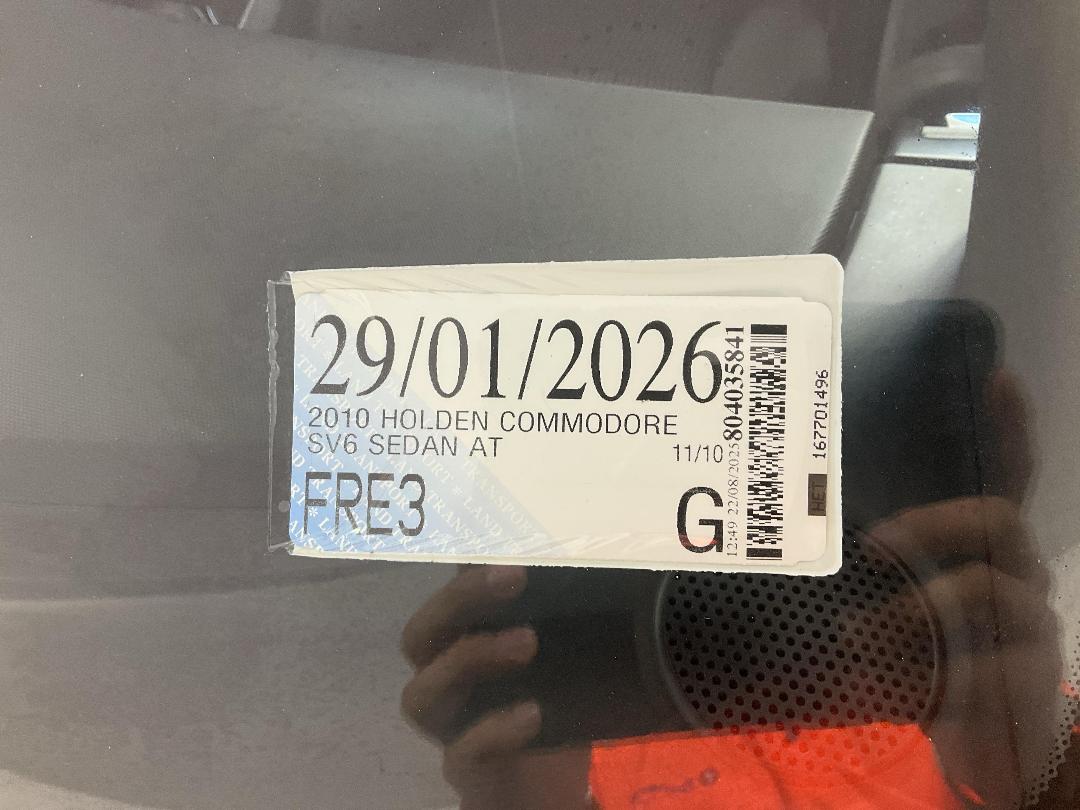 29/01/2026
2010 HOLDEN COMMODORE
SV6 SEDAN AT
11/10
FRE3
G
12:49 22/08/2025 804035841
HET 167701496